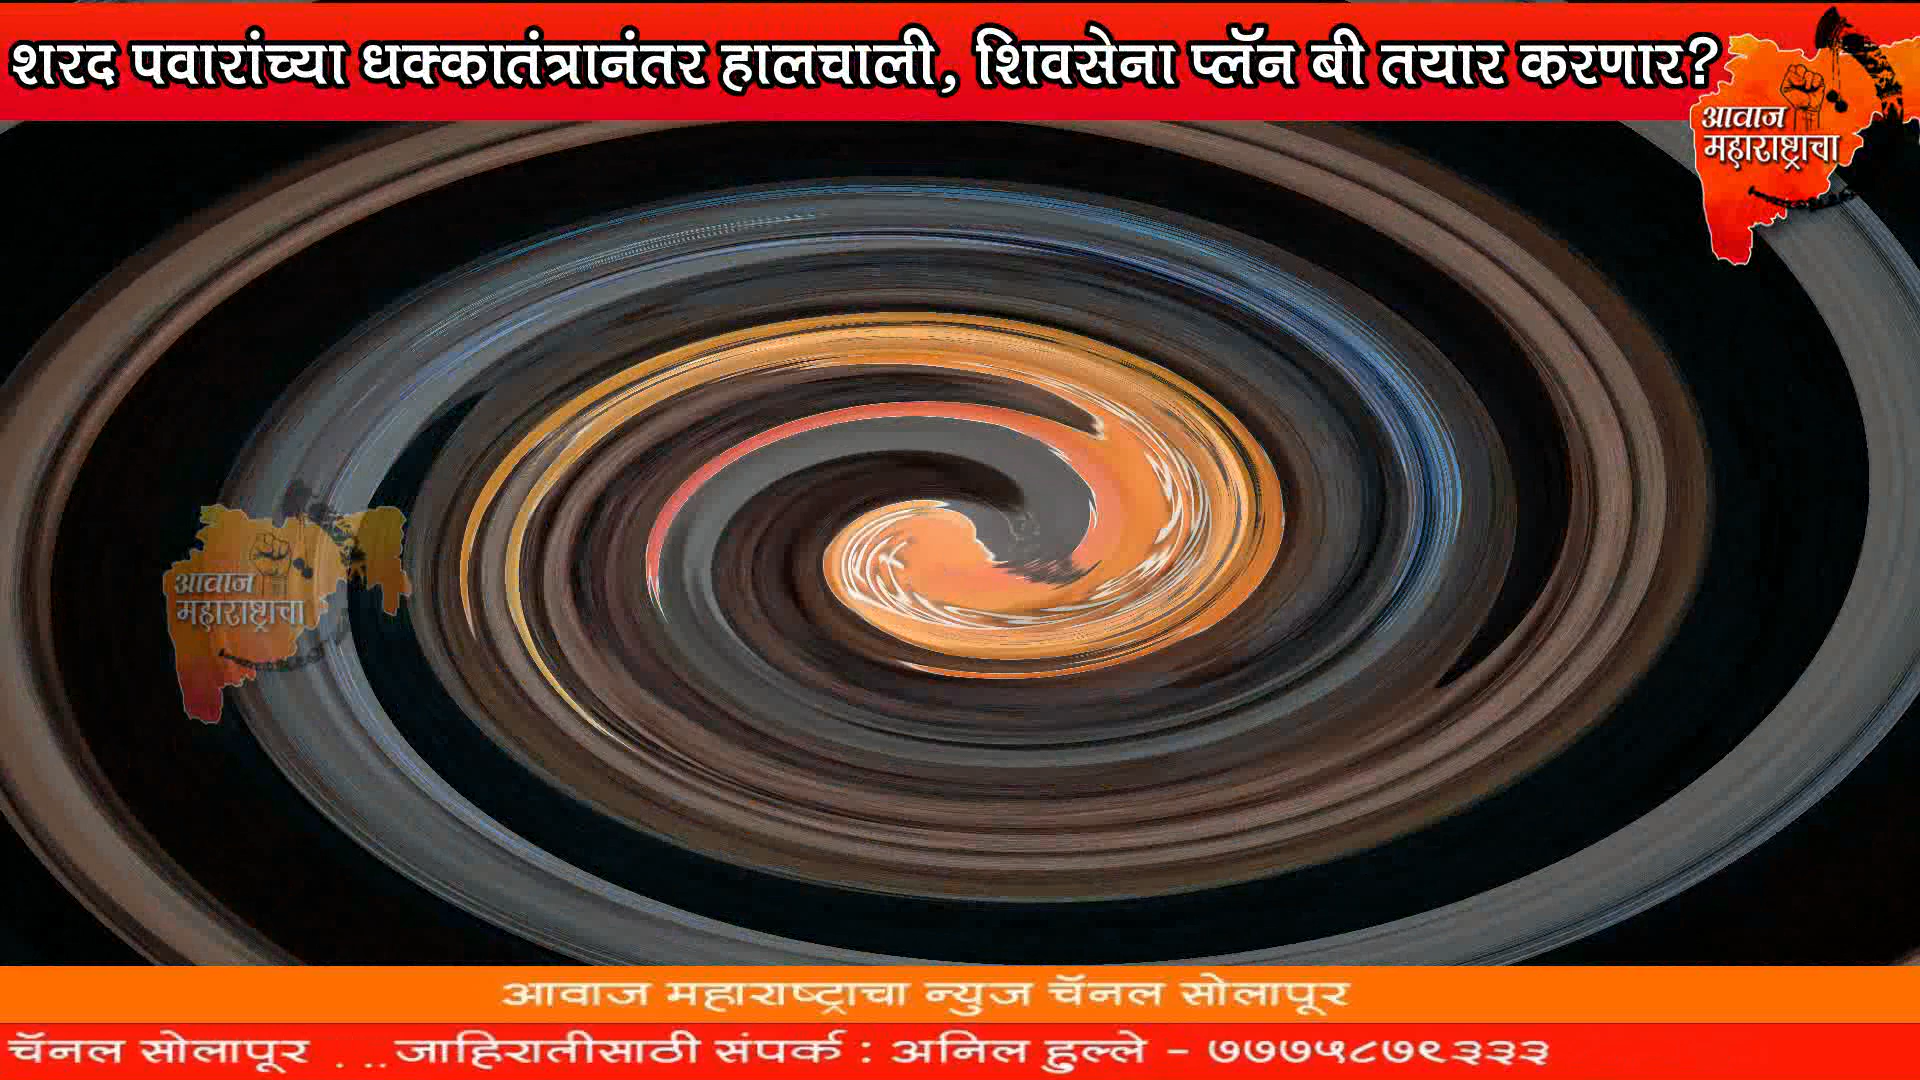 शरद पवारांच्या धक्कातंत्रानंतर हालचाली, शिवसेना प्लॅन बी तयार करणार?
आवाज
महाराष्ट्राचा
आवाज
महाराष्ट्राचा
आवाज महाराष्ट्राचा न्युज चॅनल सोलापूर
चॅनल सोलापूर . ..जाहिरातीसाठी संपर्क : अनिल हुल्ले - ७७७५८७९३३३